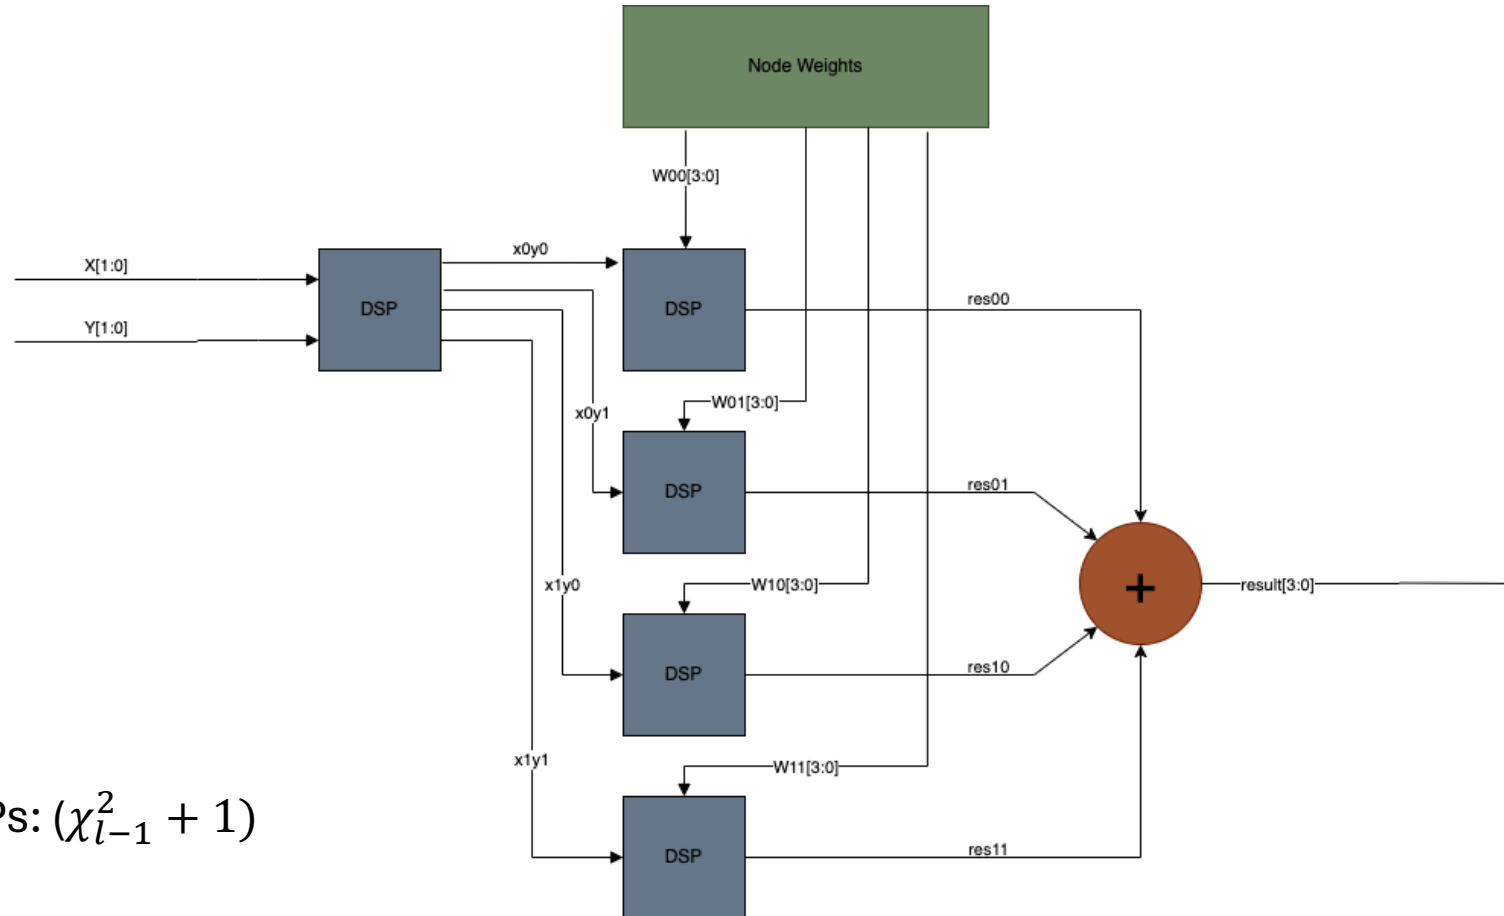 Node Weights
W00[3:0]
X[1:0]
x0y0
DSP
DSP
res00
Y[1:0]
W01[3:0]
x0y1
DSP
res01
x1y0
W10[3:0]
+
result[3:0]
DSP
res10
x1y1
W11[3:0]
Ps: (χ²ₗ₋₁ + 1)
DSP
res11